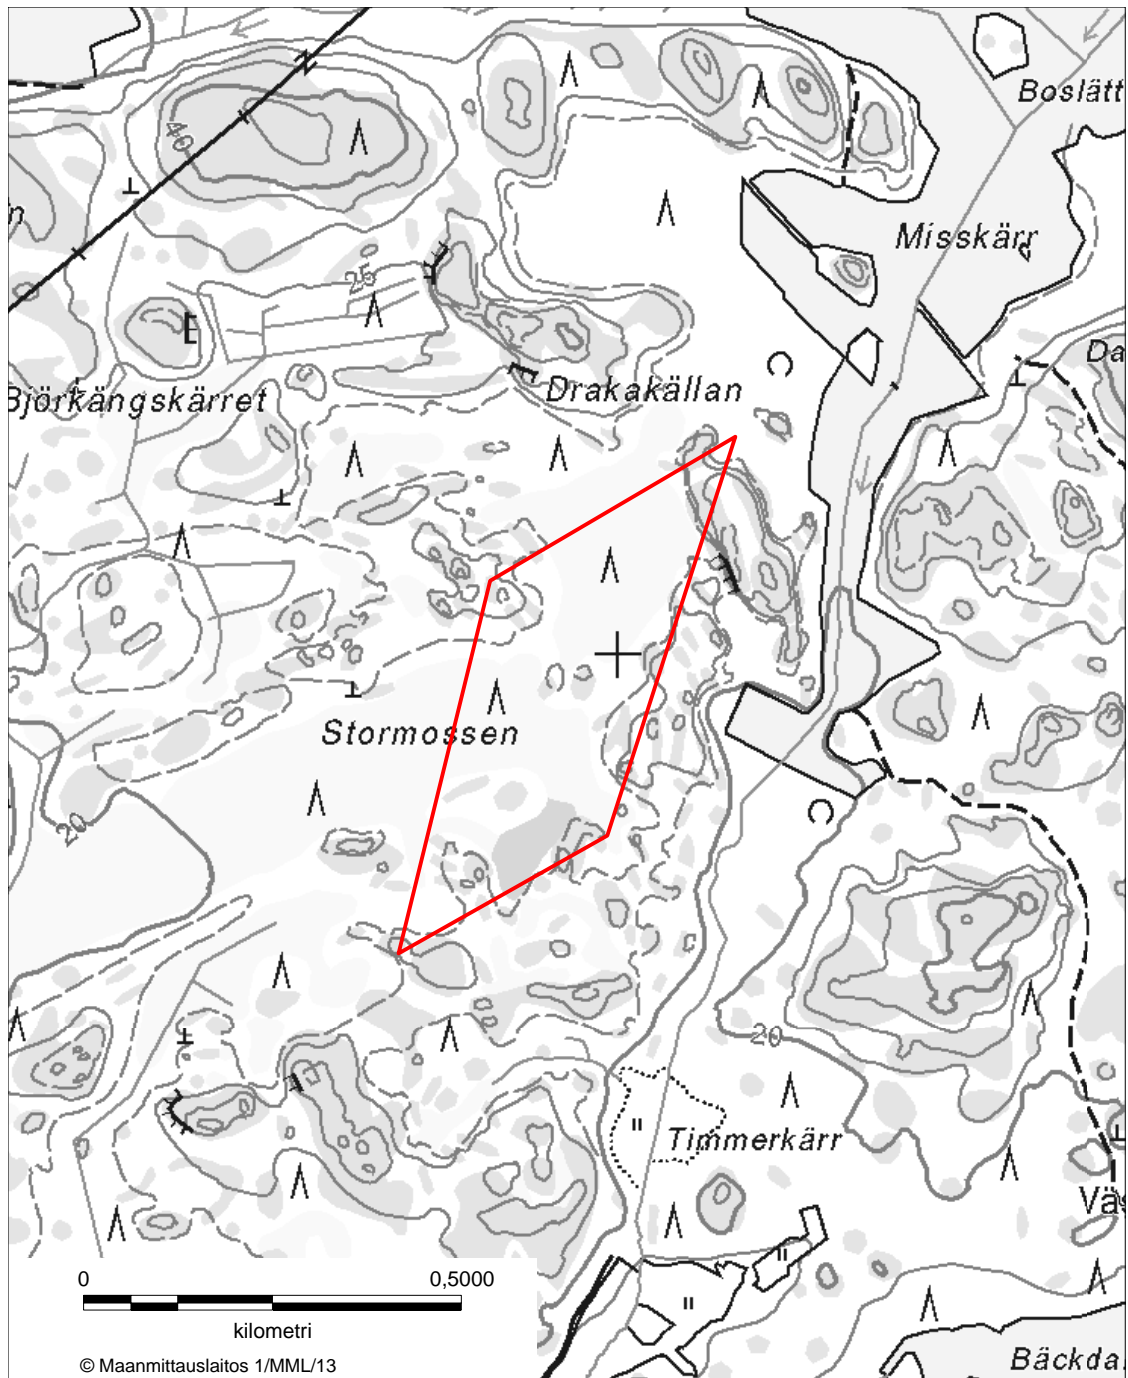 Boslätt
40
Misskärr
n
25
E
Da
Björkängskärret
Drakakällan
Stormossen
20
20
Timmerkärr
Väs
0 0,5000
kilometri
Bäckda
© Maanmittauslaitos 1/MML/13